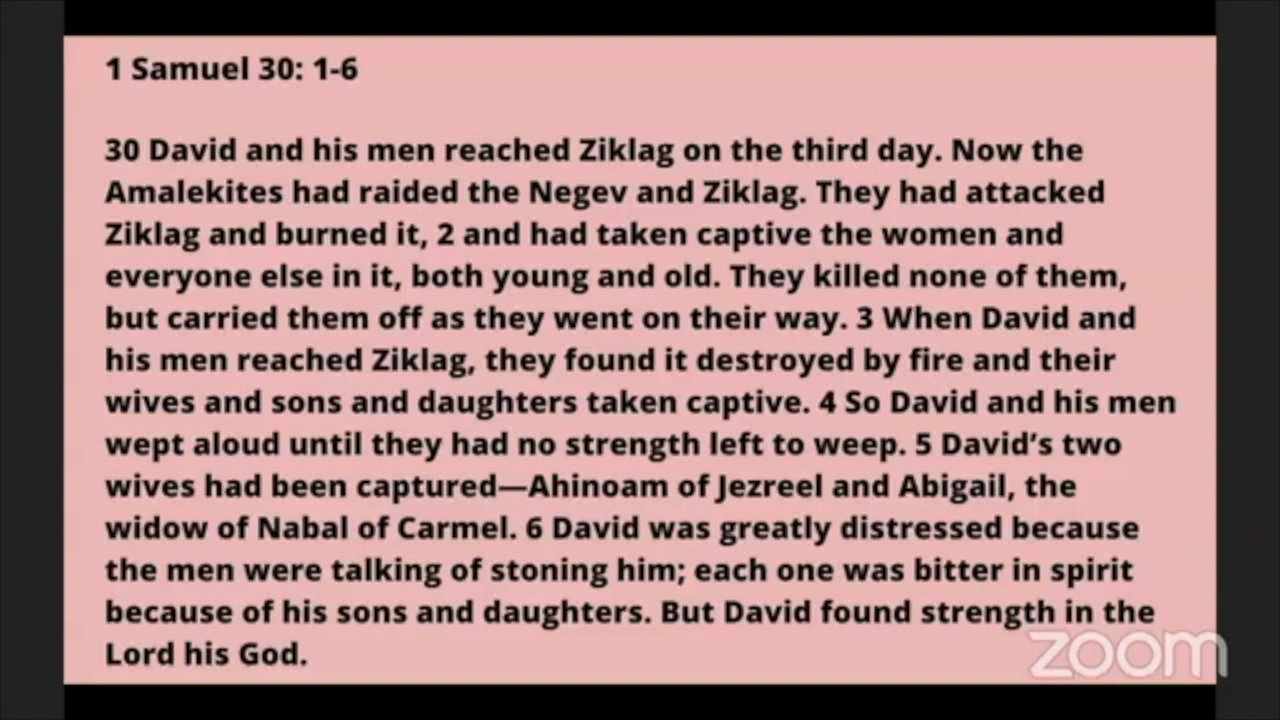 1 Samuel 30: 1-6
30 David and his men reached Ziklag on the third day. Now the
Amalekites had raided the Negev and Ziklag. They had attacked
Ziklag and burned it, 2 and had taken captive the women and
everyone else in it, both young and old. They killed none of them,
but carried them off as they went on their way. 3 When David and
his men reached Ziklag, they found it destroyed by fire and their
wives and sons and daughters taken captive. 4 So David and his men
wept aloud until they had no strength left to weep. 5 David’s two
wives had been captured—Ahinoam of Jezreel and Abigail, the
widow of Nabal of Carmel. 6 David was greatly distressed because
the men were talking of stoning him; each one was bitter in spirit
because of his sons and daughters. But David found strength in the
Lord his God.
zoom